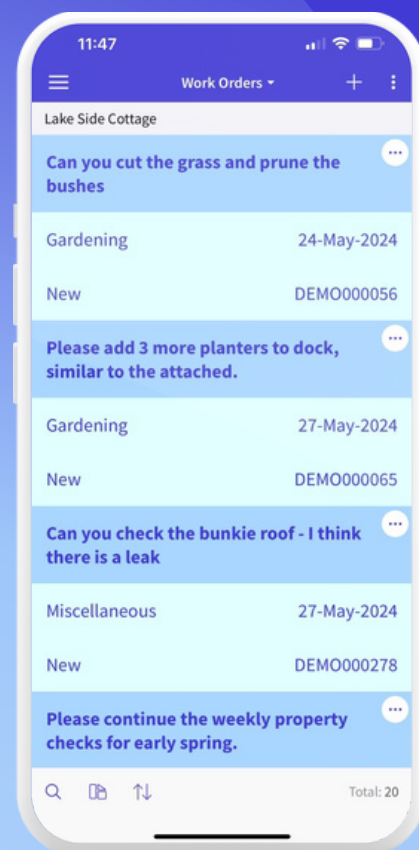 11:47
Work Orders
Lake Side Cottage
Can you cut the grass and prune the
bushes
Gardening 24-May-2024
New DEMO000056
Please add 3 more planters to dock,
similar to the attached.
Gardening 27-May-2024
New DEMO000065
Can you check the bunkie roof - I think
there is a leak
Miscellaneous 27-May-2024
New DEMO000278
Please continue the weekly property
checks for early spring.
Total: 20